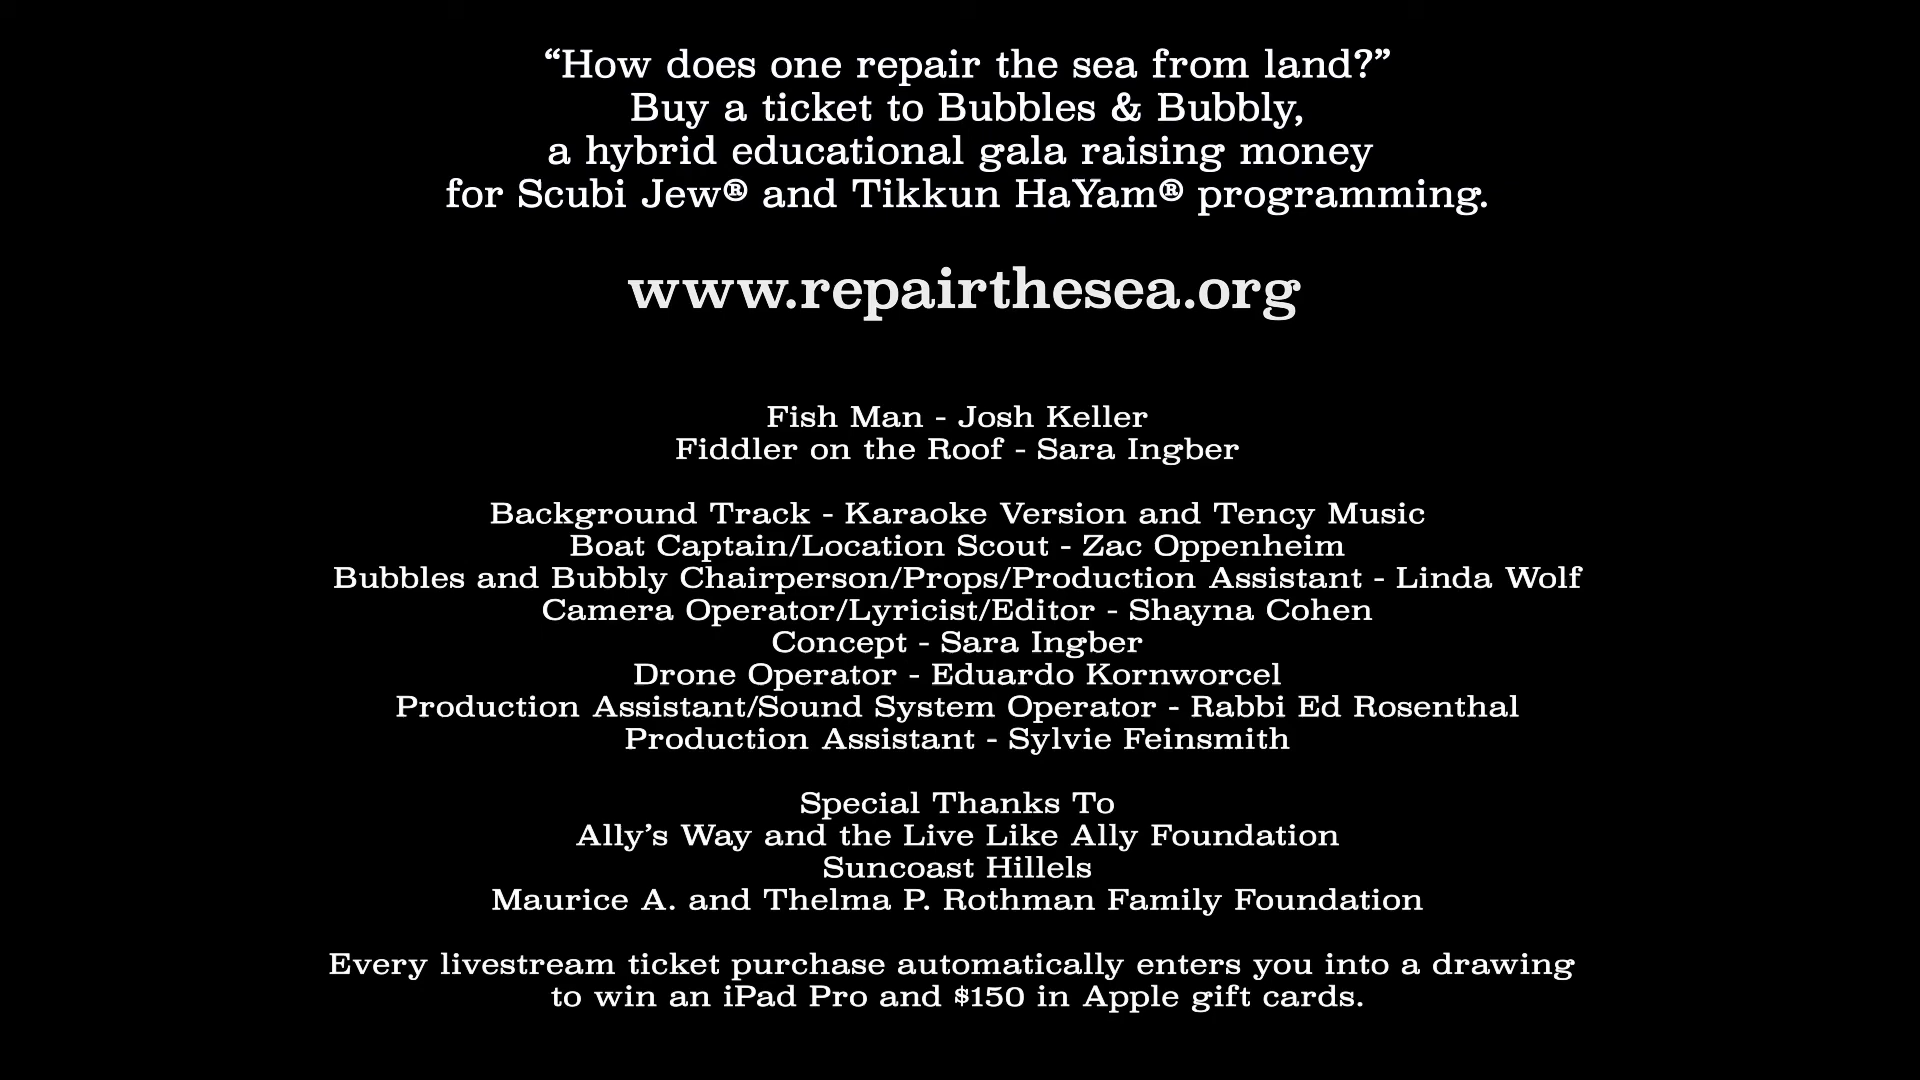 “How does one repair the sea from land?”
Buy a ticket to Bubbles & Bubbly,
a hybrid educational gala raising money
for Scubi Jew® and Tikkun HaYam® programming.
www.repairthesea.org
Fish Man - Josh Keller
Fiddler on the Roof - Sara Ingber
Background Track - Karaoke Version and Tency Music
Boat Captain/Location Scout - Zac Oppenheim
Bubbles and Bubbly Chairperson/Props/Production Assistant - Linda Wolf
Camera Operator/Lyricist/Editor - Shayna Cohen
Concept - Sara Ingber
Drone Operator - Eduardo Kornworcel
Production Assistant/Sound System Operator - Rabbi Ed Rosenthal
Production Assistant - Sylvie Feinsmith
Special Thanks To
Ally’s Way and the Live Like Ally Foundation
Suncoast Hillels
Maurice A. and Thelma P. Rothman Family Foundation
Every livestream ticket purchase automatically enters you into a drawing
to win an iPad Pro and $150 in Apple gift cards.